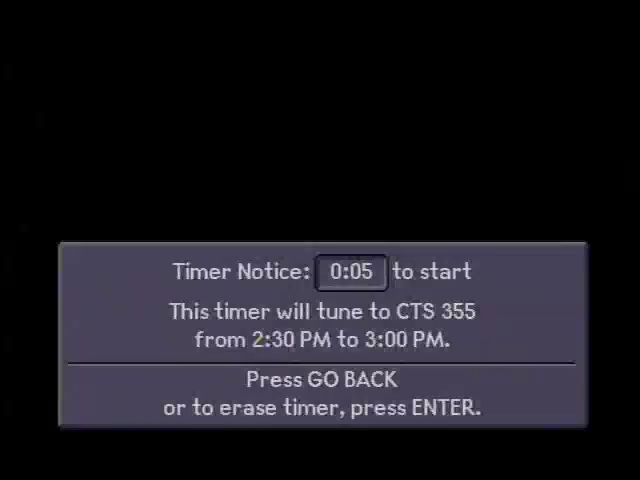 Timer Notice: 0:05 to start
This timer will tune to CTS 355
from 2:30 PM to 3:00 PM.
Press GO BACK
or to erase timer, press ENTER.